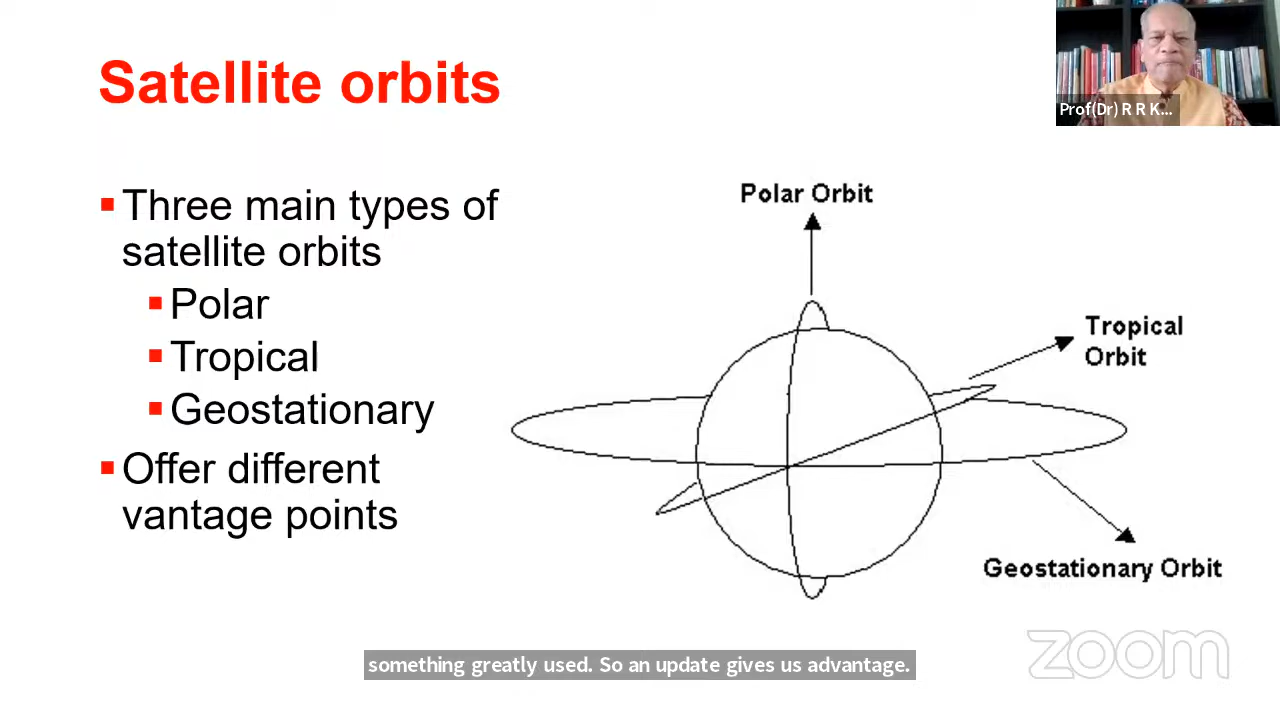 Satellite orbits
Prof(Dr) R R K...
Three main types of
satellite orbits
Polar
Tropical
Geostationary
Offer different
vantage points
Polar Orbit
Tropical
Orbit
Geostationary Orbit
something greatly used. So an update gives us advantage.
zoom